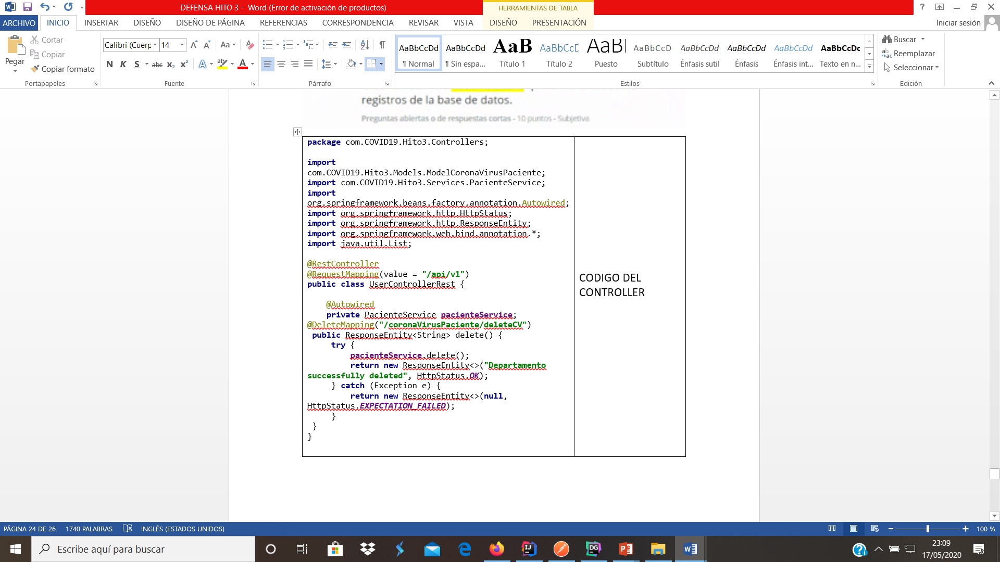 DEFENSA HITO 3 - Word (Error de activación de productos)
HERRAMIENTAS DE TABLA
?
ARCHIVO INICIO INSERTAR DISEÑO DISEÑO DE PÁGINA REFERENCIAS CORRESPONDENCIA REVISAR VISTA DISEÑO PRESENTACIÓN Iniciar sesión
Pegar
Cortar
Copiar
Copiar formato
Portapapeles
Calibri (Cuerp 14
N K S abc x₂ x²
Fuente
Párrafo
AaBbCcDd AaBbCcDd AaB AaBbCcD AaBl AaBbCcD AaBbCcDd AaBbCcDd AaBbCcDd AaBbCcDc
¶ Normal ¶ Sin espa... Título 1 Título 2 Puesto Subtítulo Énfasis sutil Énfasis Énfasis int... Texto en n...
Estilos
Buscar
Reemplazar
Seleccionar
Edición
registros de la base de datos.
Preguntas abiertas o de respuestas cortas - 10 puntos - Subjetiva
package com.COVID19.Hito3.Controllers;
import
com.COVID19.Hito3.Models.ModelCoronaVirusPaciente;
import com.COVID19.Hito3.Services.PacienteService;
import
org.springframework.beans.factory.annotation.Autowired;
import org.springframework.http.HttpStatus;
import org.springframework.http.ResponseEntity;
import org.springframework.web.bind.annotation.*;
import java.util.List;
@RestController
@RequestMapping(value = "/api/v1")
public class UserControllerRest {
@Autowired
private PacienteService pacienteService;
@DeleteMapping("/coronaVirusPaciente/deleteCV")
public ResponseEntity<String> delete() {
try {
pacienteService.delete();
return new ResponseEntity<>("Departamento
successfully deleted", HttpStatus.OK);
} catch (Exception e) {
return new ResponseEntity<>(null,
HttpStatus.EXPECTATION_FAILED);
}
}
}
CODIGO DEL
CONTROLLER
PÁGINA 24 DE 26 1740 PALABRAS INGLÉS (ESTADOS UNIDOS) 100 %
Escribe aquí para buscar
23:09
17/05/2020